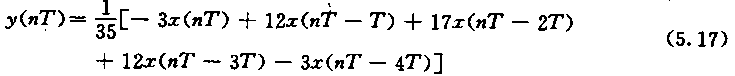 y(nT) = 1/35[− 3x(nT) + 12x(nT − T) + 17x(nT − 2T)
+ 12x(nT − 3T) − 3x(nT − 4T)] (5.17)